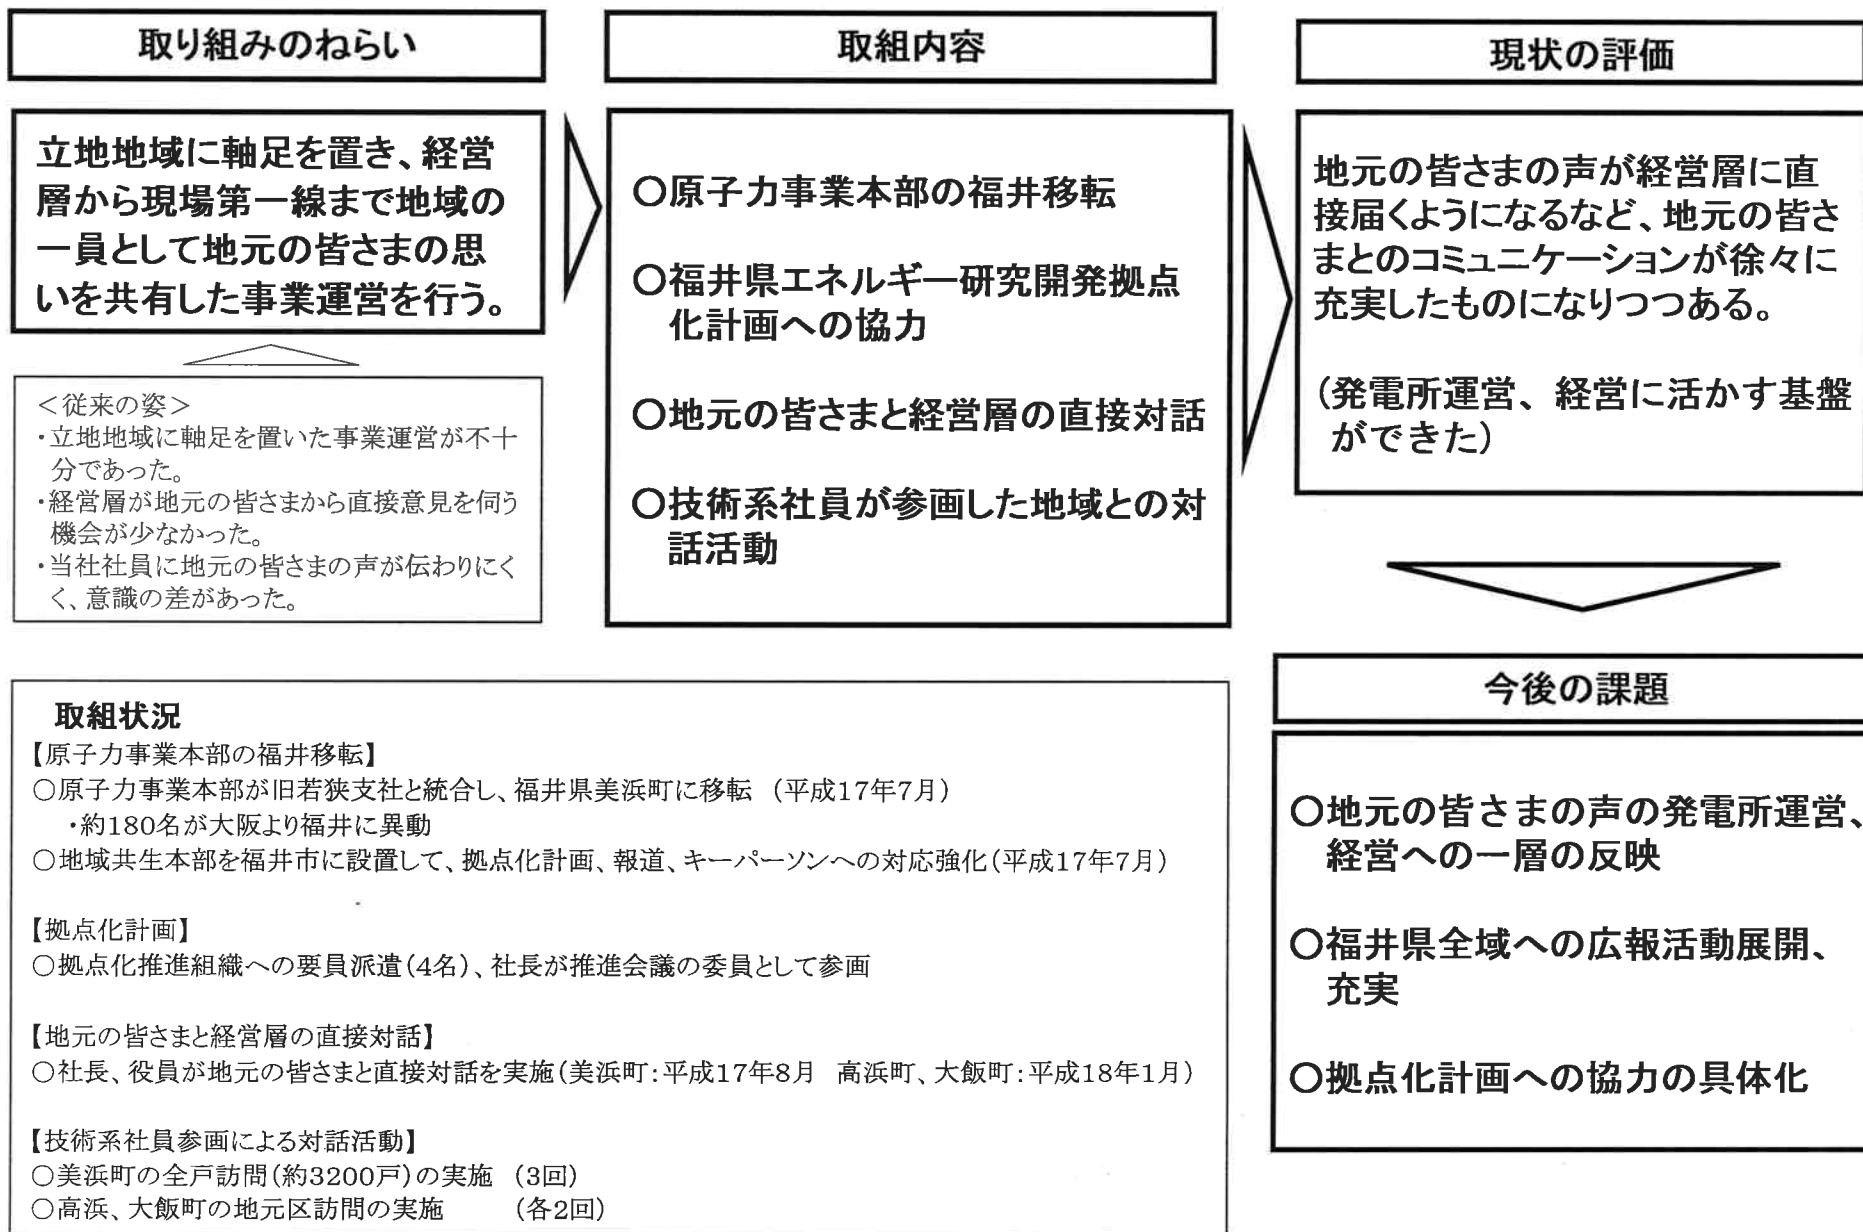 取り組みのねらい
立地地域に軸足を置き、経営
層から現場第一線まで地域の
一員として地元の皆さまの思
いを共有した事業運営を行う。
＜従来の姿＞
・立地地域に軸足を置いた事業運営が不十
分であった。
・経営層が地元の皆さまから直接意見を伺う
機会が少なかった。
・当社社員に地元の皆さまの声が伝わりにく
く、意識の差があった。
取組内容
○原子力事業本部の福井移転
○福井県エネルギー研究開発拠点
化計画への協力
○地元の皆さまと経営層の直接対話
○技術系社員が参画した地域との対
話活動
現状の評価
地元の皆さまの声が経営層に直
接届くようになるなど、地元の皆さ
まとのコミュニケーションが徐々に
充実したものになりつつある。
(発電所運営、経営に活かす基盤
ができた)
今後の課題
○地元の皆さまの声の発電所運営、
経営への一層の反映
○福井県全域への広報活動展開、
充実
○拠点化計画への協力の具体化
取組状況
【原子力事業本部の福井移転】
○原子力事業本部が旧若狭支社と統合し、福井県美浜町に移転 (平成17年7月)
・約180名が大阪より福井に異動
○地域共生本部を福井市に設置して、拠点化計画、報道、キーパーソンへの対応強化(平成17年7月)
【拠点化計画】
○拠点化推進組織への要員派遣(4名)、社長が推進会議の委員として参画
【地元の皆さまと経営層の直接対話】
○社長、役員が地元の皆さまと直接対話を実施(美浜町:平成17年8月 高浜町、大飯町:平成18年1月)
【技術系社員参画による対話活動】
○美浜町の全戸訪問(約3200戸)の実施 (3回)
○高浜、大飯町の地元区訪問の実施 (各2回)